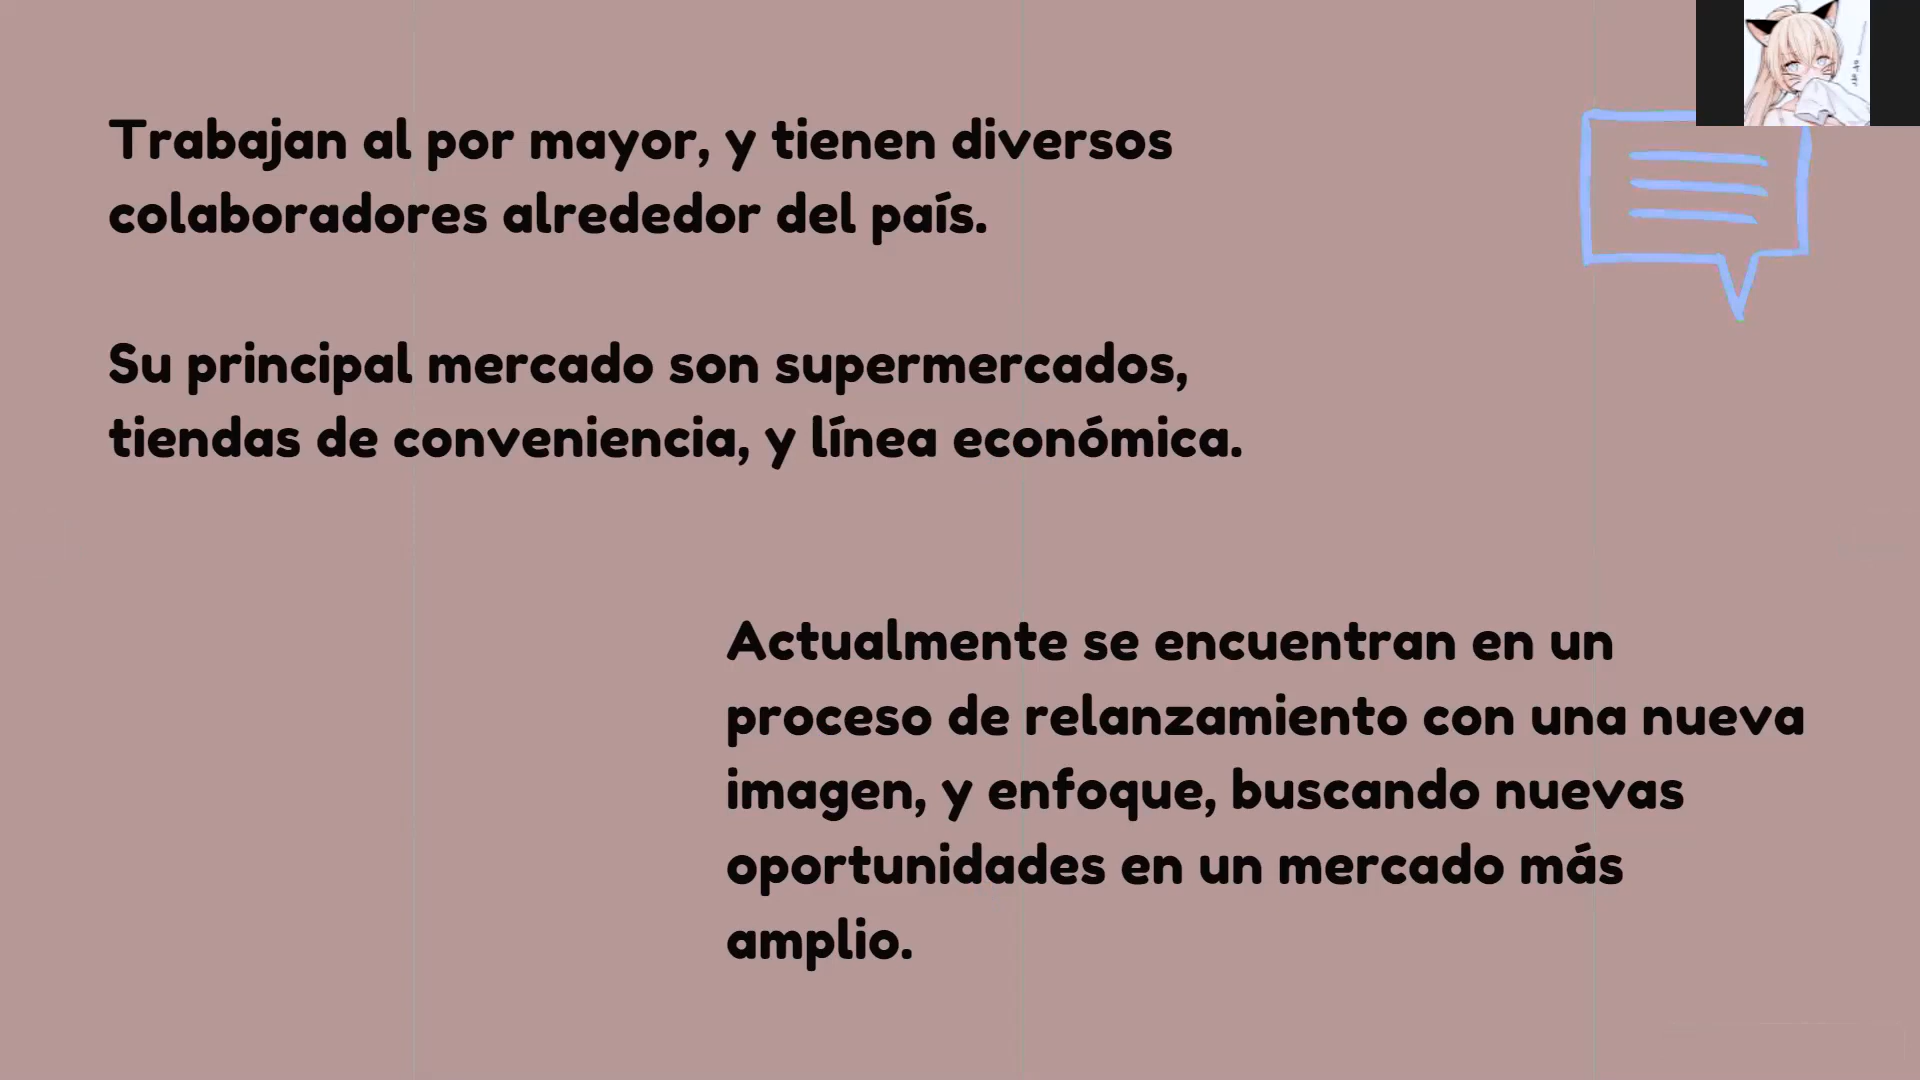 Trabajan al por mayor, y tienen diversos
colaboradores alrededor del país.
Su principal mercado son supermercados,
tiendas de conveniencia, y línea económica.
Actualmente se encuentran en un
proceso de relanzamiento con una nueva
imagen, y enfoque, buscando nuevas
oportunidades en un mercado más
amplio.